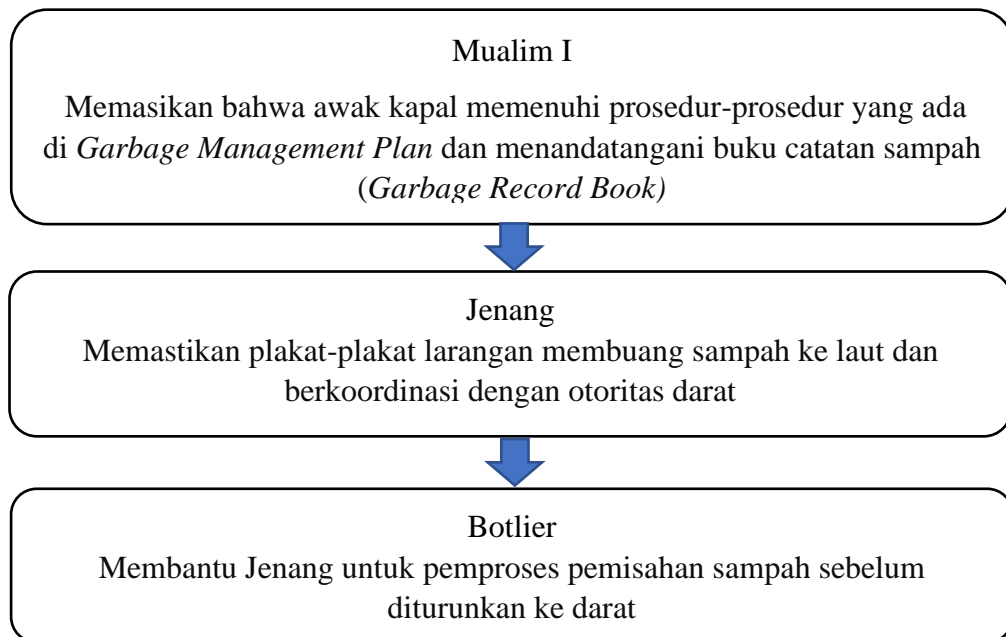 Mualim I
Memasikan bahwa awak kapal memenuhi prosedur-prosedur yang ada
di Garbage Management Plan dan menandatangani buku catatan sampah
(Garbage Record Book)
Jenang
Memastikan plakat-plakat larangan membuang sampah ke laut dan
berkoordinasi dengan otoritas darat
Botlier
Membantu Jenang untuk pemproses pemisahan sampah sebelum
diturunkan ke darat